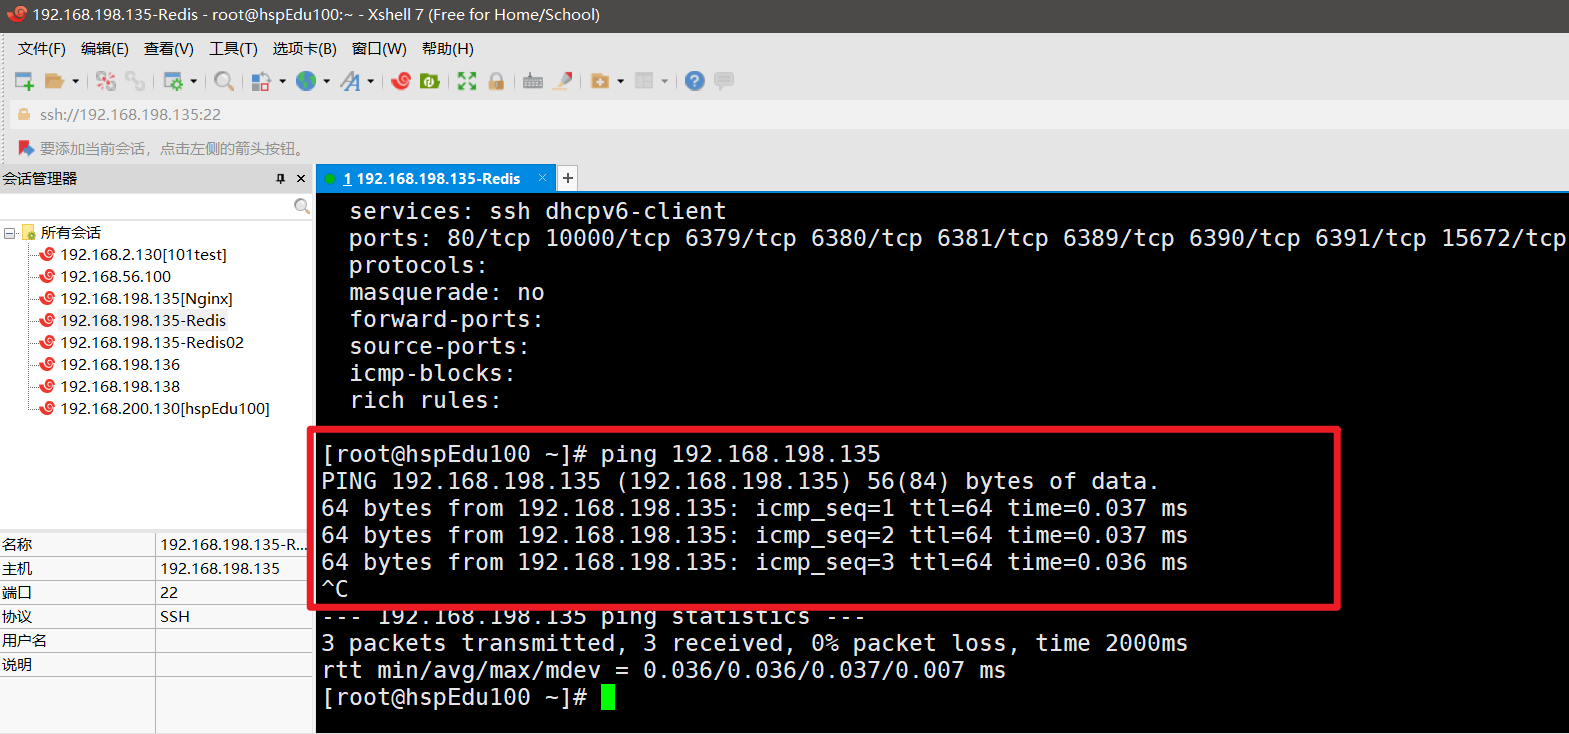 192.168.198.135-Redis - root@hspEdu100:~ - Xshell 7 (Free for Home/School)
文件(F) 编辑(E) 查看(V) 工具(T) 选项卡(B) 窗口(W) 帮助(H)
ssh://192.168.198.135:22
要添加当前会话，点击左侧的箭头按钮。
会话管理器
1 192.168.198.135-Redis
所有会话
192.168.2.130[101test]
192.168.56.100
192.168.198.135[Nginx]
192.168.198.135-Redis
192.168.198.135-Redis02
192.168.198.136
192.168.198.138
192.168.200.130[hspEdu100]
名称 192.168.198.135-R...
主机 192.168.198.135
端口 22
协议 SSH
用户名
说明
services: ssh dhcpv6-client
ports: 80/tcp 10000/tcp 6379/tcp 6380/tcp 6381/tcp 6389/tcp 6390/tcp 6391/tcp 15672/tcp
protocols:
masquerade: no
forward-ports:
source-ports:
icmp-blocks:
rich rules:
[root@hspEdu100 ~]# ping 192.168.198.135
PING 192.168.198.135 (192.168.198.135) 56(84) bytes of data.
64 bytes from 192.168.198.135: icmp_seq=1 ttl=64 time=0.037 ms
64 bytes from 192.168.198.135: icmp_seq=2 ttl=64 time=0.037 ms
64 bytes from 192.168.198.135: icmp_seq=3 ttl=64 time=0.036 ms
^C
--- 192.168.198.135 ping statistics ---
3 packets transmitted, 3 received, 0% packet loss, time 2000ms
rtt min/avg/max/mdev = 0.036/0.036/0.037/0.007 ms
[root@hspEdu100 ~]#